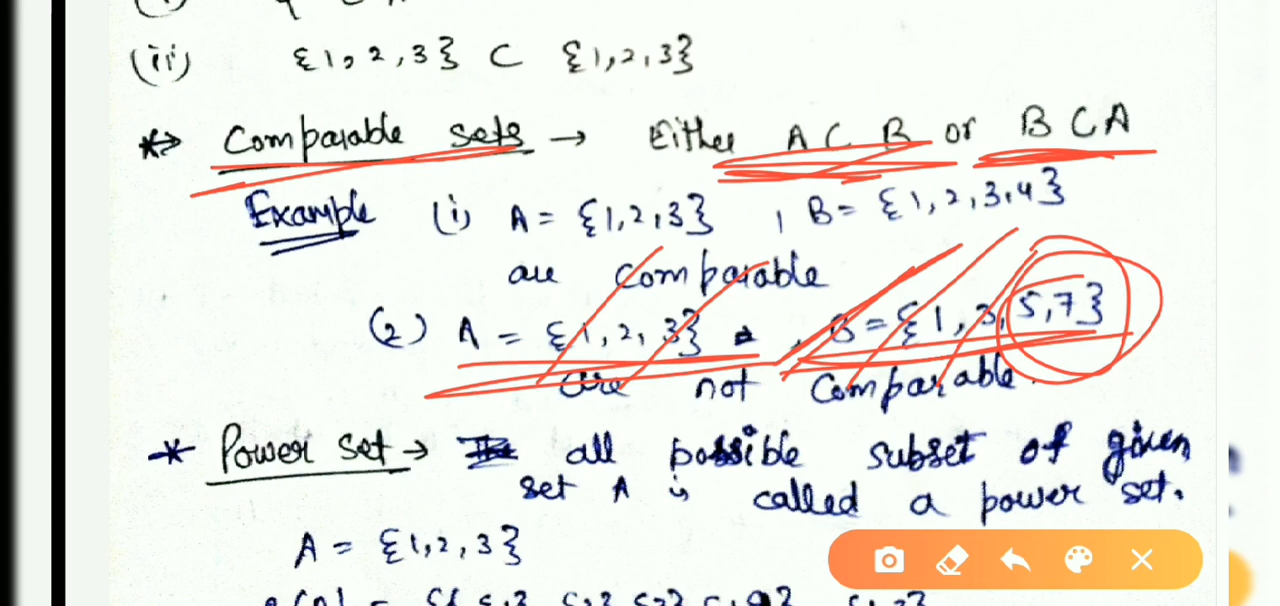 (ii) {1,2,3} ⊂ {1,2,3}
* Comparable sets → Either A ⊂ B or B ⊂ A
Example (i) A = {1,2,3} , B = {1,2,3,4}
are comparable
(2) A = {1,2,3} , B = {1,3,5,7}
are not comparable.
* Power set → all possible subset of given
set A is called a power set.
A = {1,2,3}